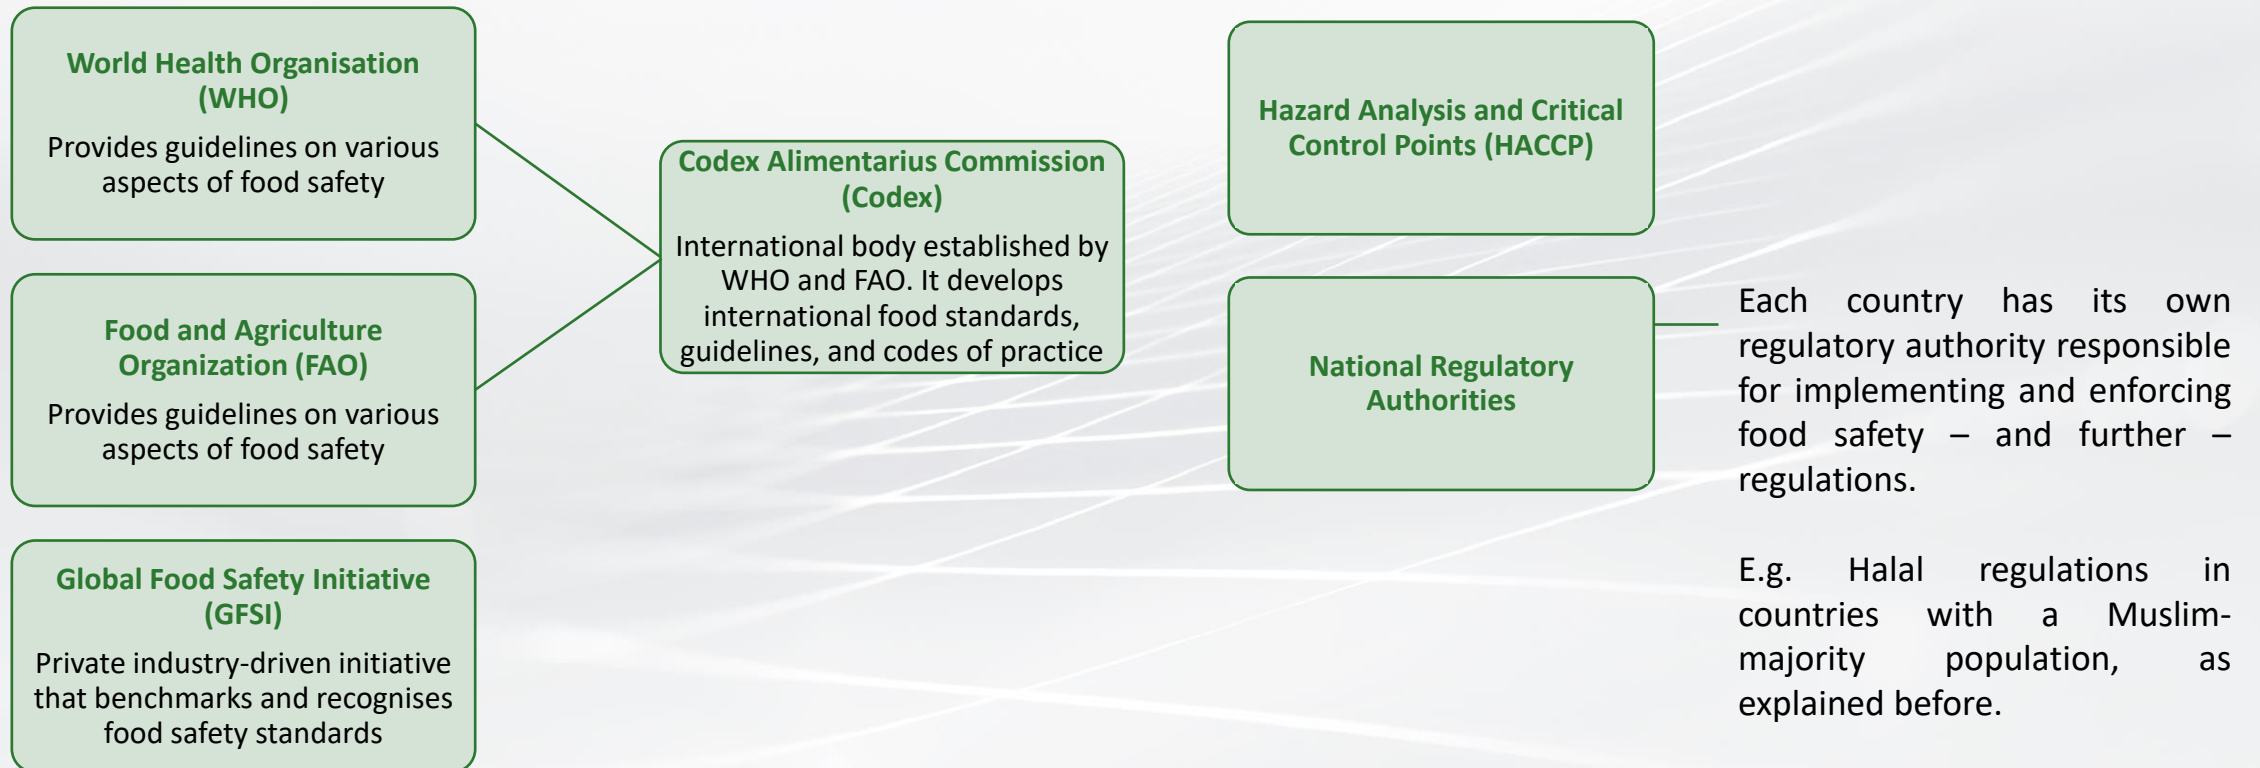 World Health Organisation
(WHO)
Provides guidelines on various
aspects of food safety
Food and Agriculture
Organization (FAO)
Provides guidelines on various
aspects of food safety
Global Food Safety Initiative
(GFSI)
Private industry-driven initiative
that benchmarks and recognises
food safety standards
Codex Alimentarius Commission
(Codex)
International body established by
WHO and FAO. It develops
international food standards,
guidelines, and codes of practice
Hazard Analysis and Critical
Control Points (HACCP)
National Regulatory
Authorities
Each country has its own
regulatory authority responsible
for implementing and enforcing
food safety – and further –
regulations.
E.g. Halal regulations in
countries with a Muslim-
majority population, as
explained before.